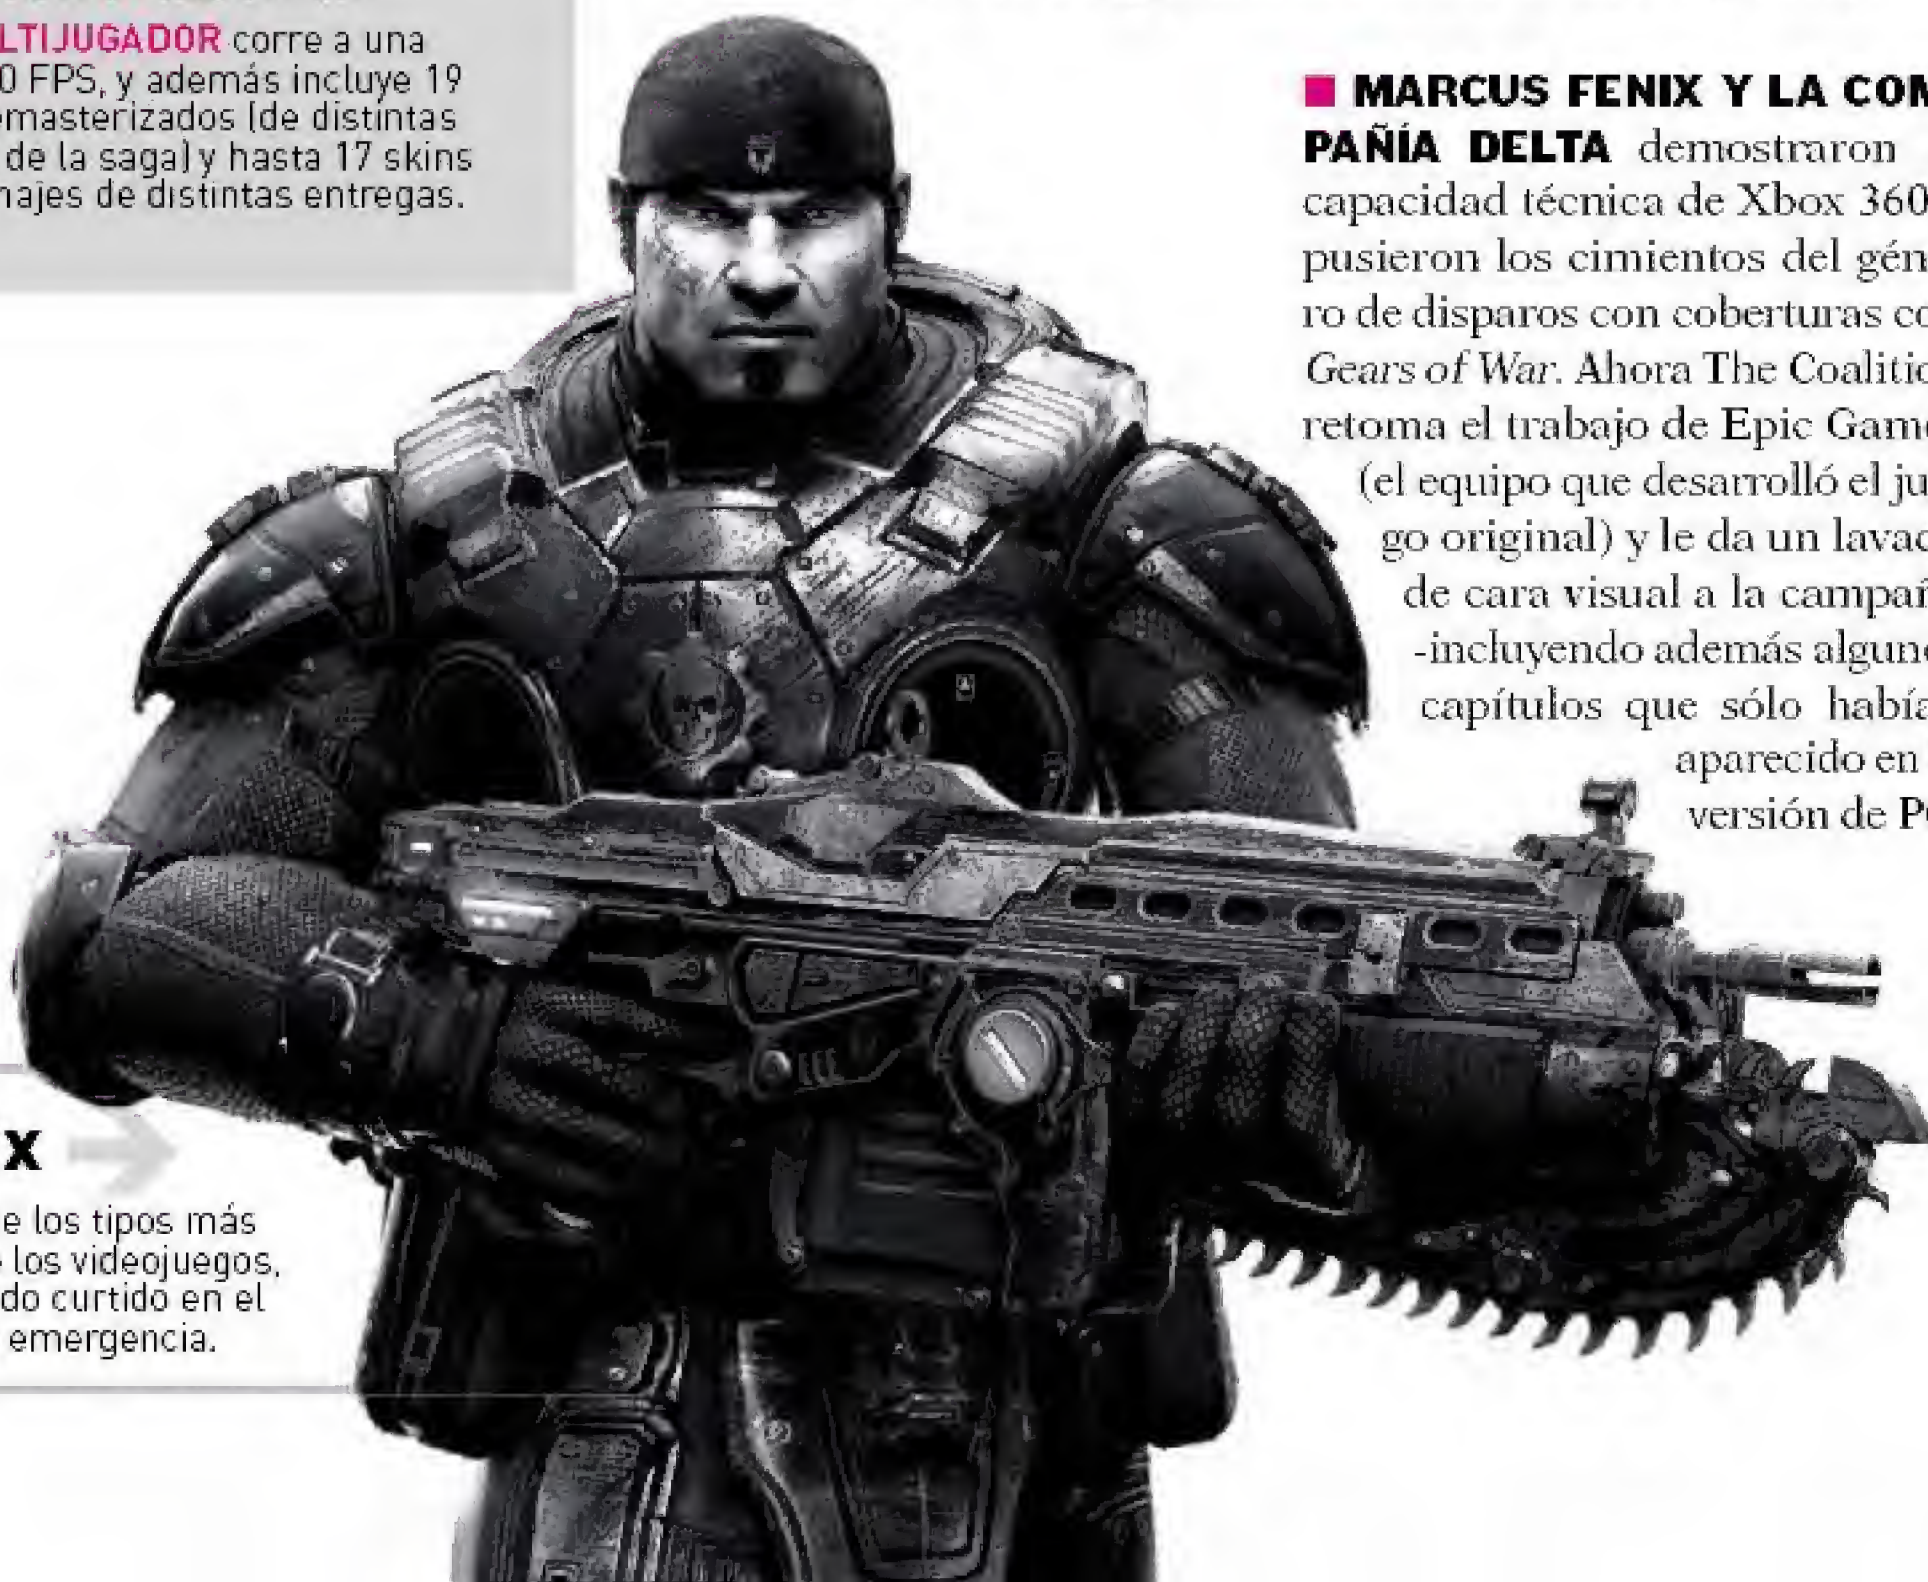 LTIJUGADOR corre a una
0 FPS, y además incluye 19
emasterizados (de distintas
de la saga) y hasta 17 skins
najes de distintas entregas.
MARCUS FENIX Y LA COM
PAÑÍA DELTA demostraron
capacidad técnica de Xbox 360
pusieron los cimientos del gén
ro de disparos con coberturas co
Gears of War. Ahora The Coalitio
retoma el trabajo de Epic Game
(el equipo que desarrolló el ju
go original) y le da un lavad
de cara visual a la campañ
-incluyendo además alguno
capítulos que sólo había
aparecido en
versión de PC
X
e los tipos más
los videojuegos,
do curtido en el
emergencia.